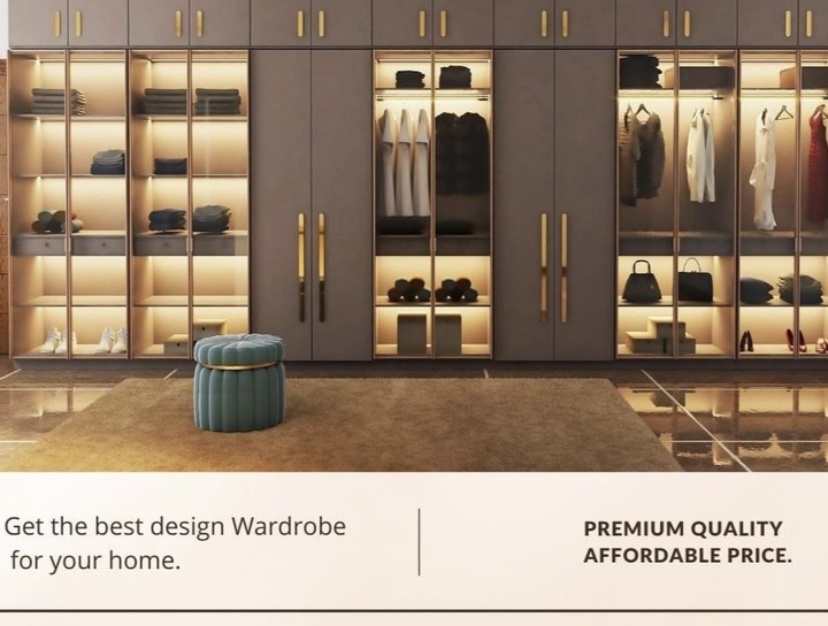 Get the best design Wardrobe
for your home.
PREMIUM QUALITY
AFFORDABLE PRICE.